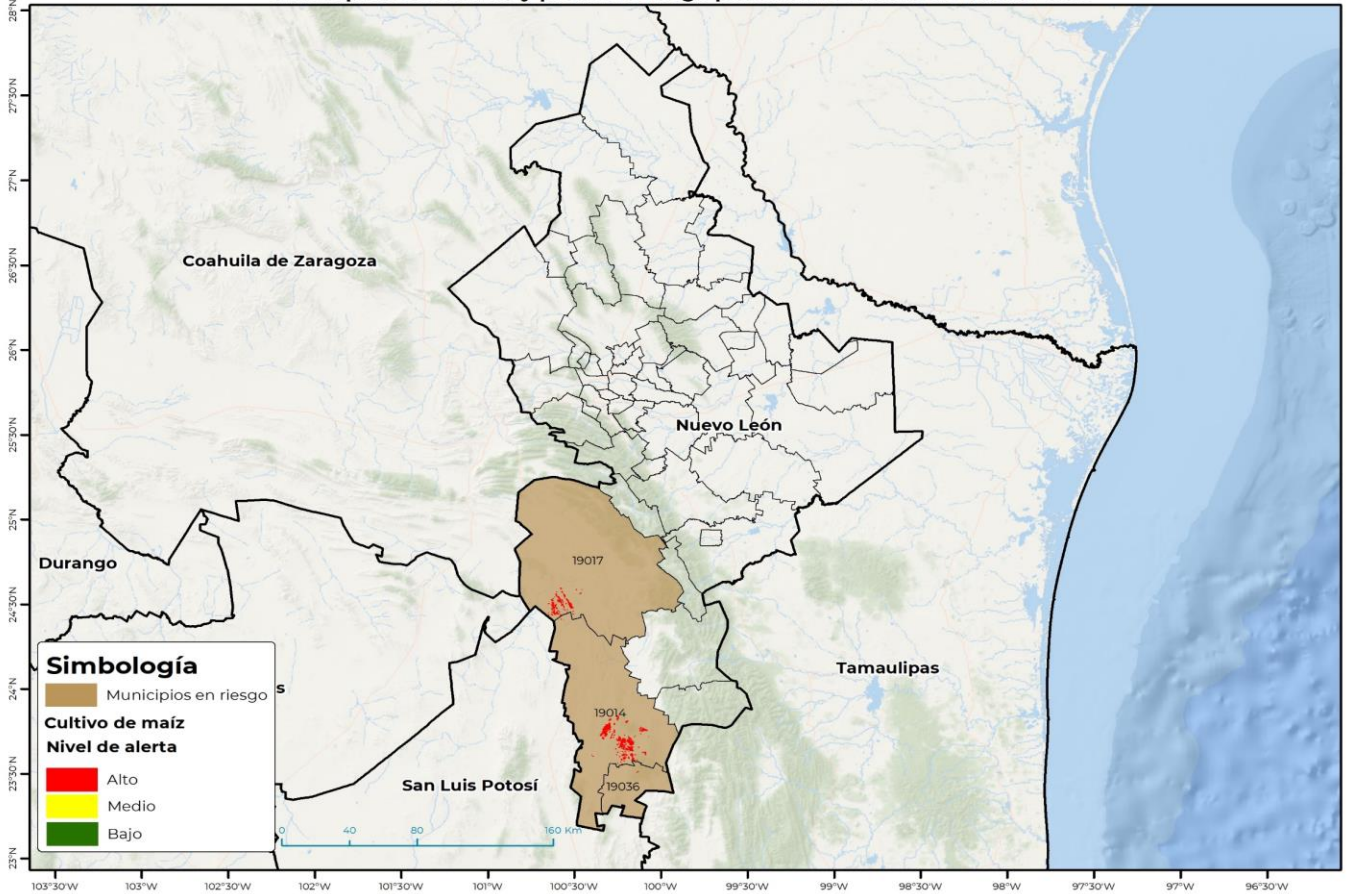 28°N
27°30'N
27°N
26°30'N
26°N
25°30'N
25°N
24°30'N
24°N
23°30'N
23°N
Coahuila de Zaragoza
Nuevo León
Durango
19017
Tamaulipas
19014
San Luis Potosí
19036
Simbología
Municipios en riesgo
s
Cultivo de maíz
Nivel de alerta
Alto
Medio
Bajo
0 40 80 160 Km
103°30'W 103°W 102°30'W 102°W 101°30'W 101°W 100°30'W 100°W 99°30'W 99°W 98°30'W 98°W 97°30'W 97°W 96°30'W